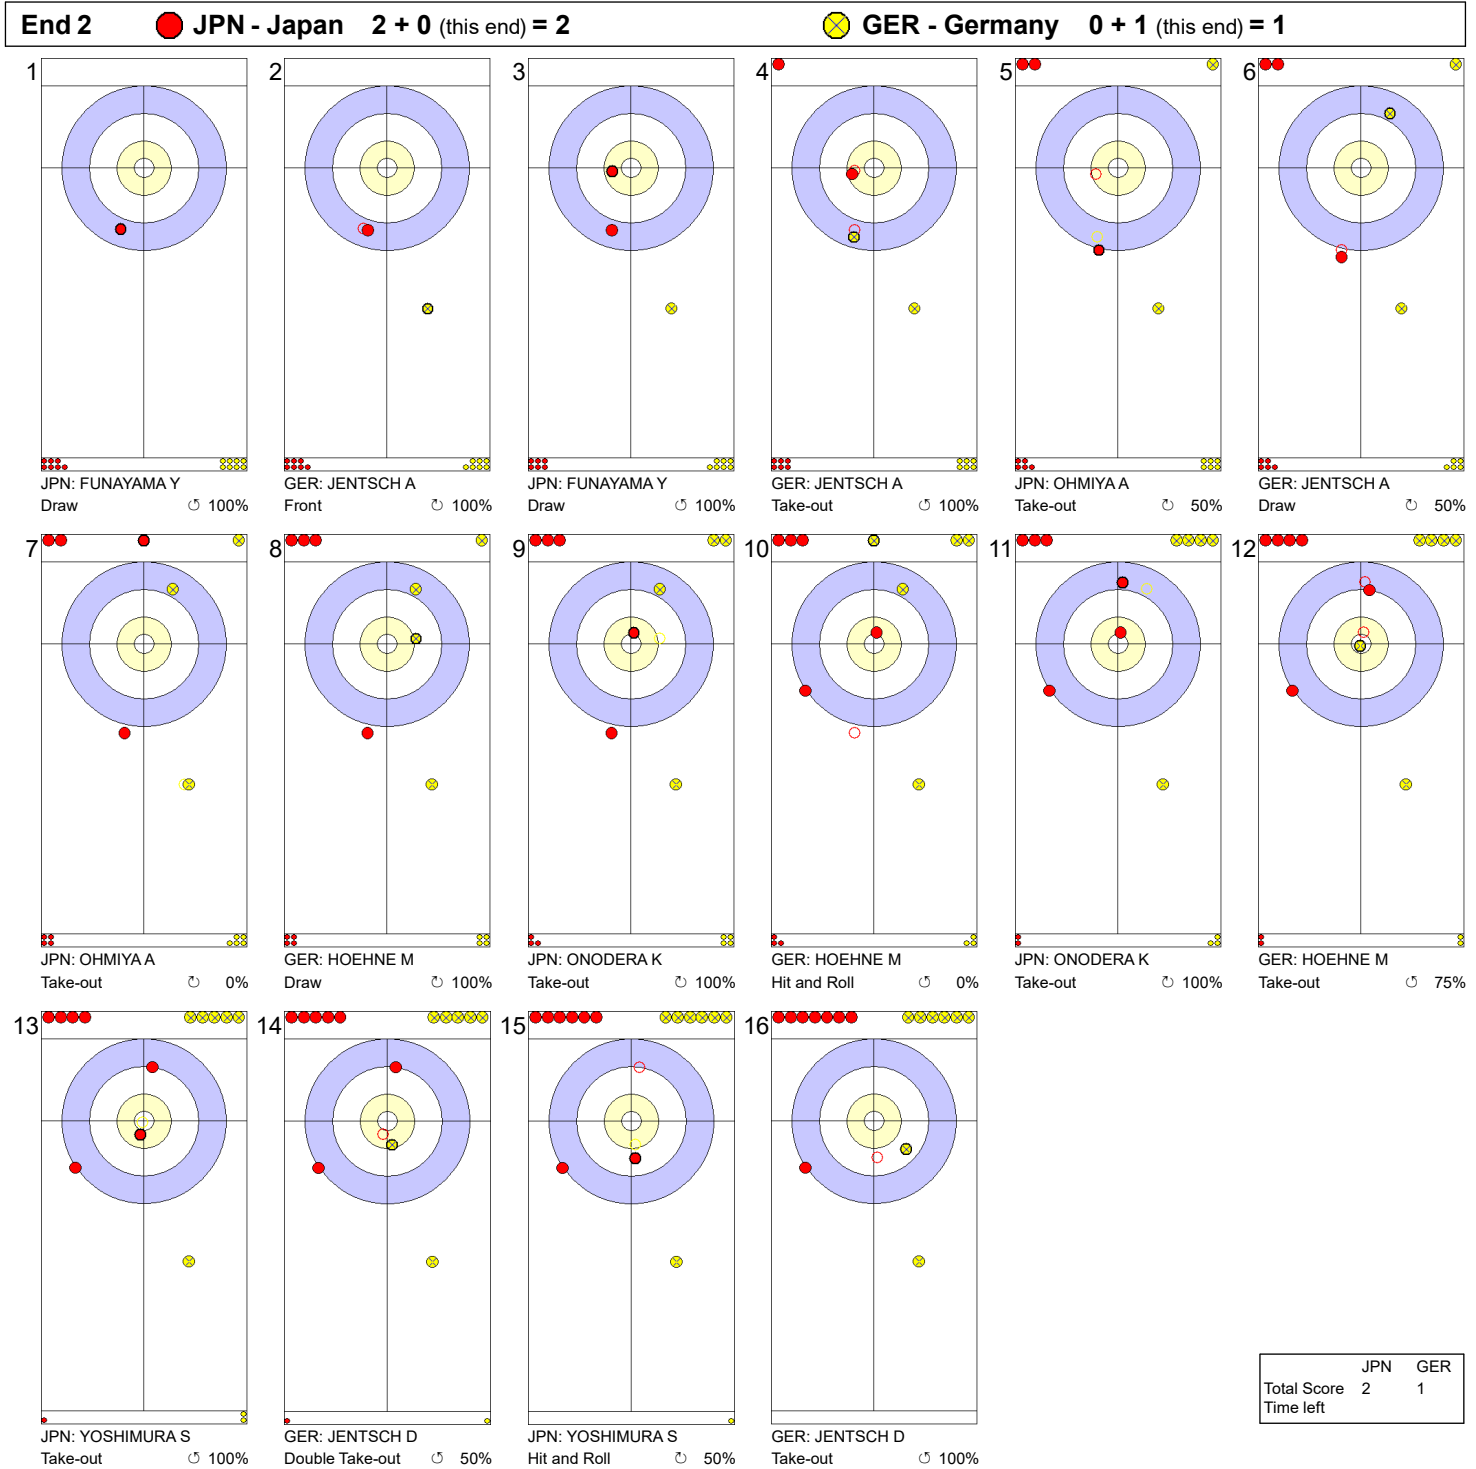 End 2 JPN - Japan 2 + 0 (this end) = 2 GER - Germany 0 + 1 (this end) = 1
1
JPN: FUNAYAMA Y
Draw ↺ 100%
2
GER: JENTSCH A
Front ↻ 100%
3
JPN: FUNAYAMA Y
Draw ↺ 100%
4
GER: JENTSCH A
Take-out ↺ 100%
5
JPN: OHMIYA A
Take-out ↻ 50%
6
GER: JENTSCH A
Draw ↺ 50%
7
JPN: OHMIYA A
Take-out ↻ 0%
8
GER: HOEHNE M
Draw ↻ 100%
9
JPN: ONODERA K
Take-out ↻ 100%
10
GER: HOEHNE M
Hit and Roll ↺ 0%
11
JPN: ONODERA K
Take-out ↺ 100%
12
GER: HOEHNE M
Take-out ↺ 75%
13
JPN: YOSHIMURA S
Take-out ↺ 100%
14
GER: JENTSCH D
Double Take-out ↺ 50%
15
JPN: YOSHIMURA S
Hit and Roll ↻ 50%
16
GER: JENTSCH D
Take-out ↺ 100%
JPN GER
Total Score 2 1
Time left